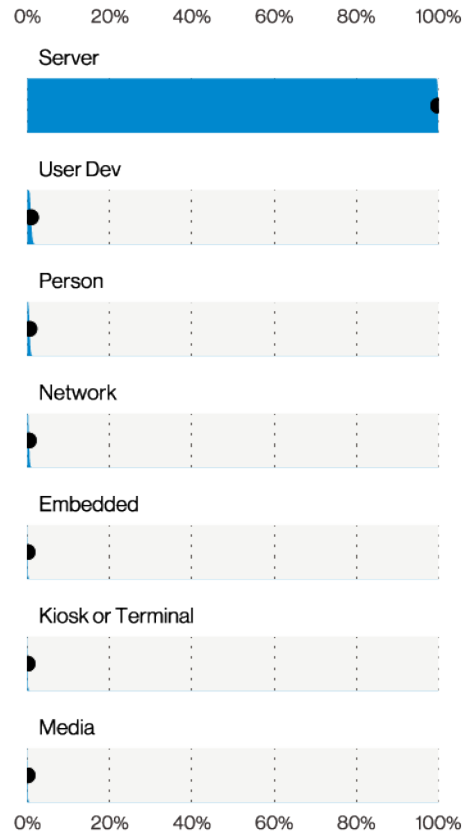 0% 20% 40% 60% 80% 100%
Server
User Dev
Person
Network
Embedded
Kiosk or Terminal
Media
0% 20% 40% 60% 80% 100%